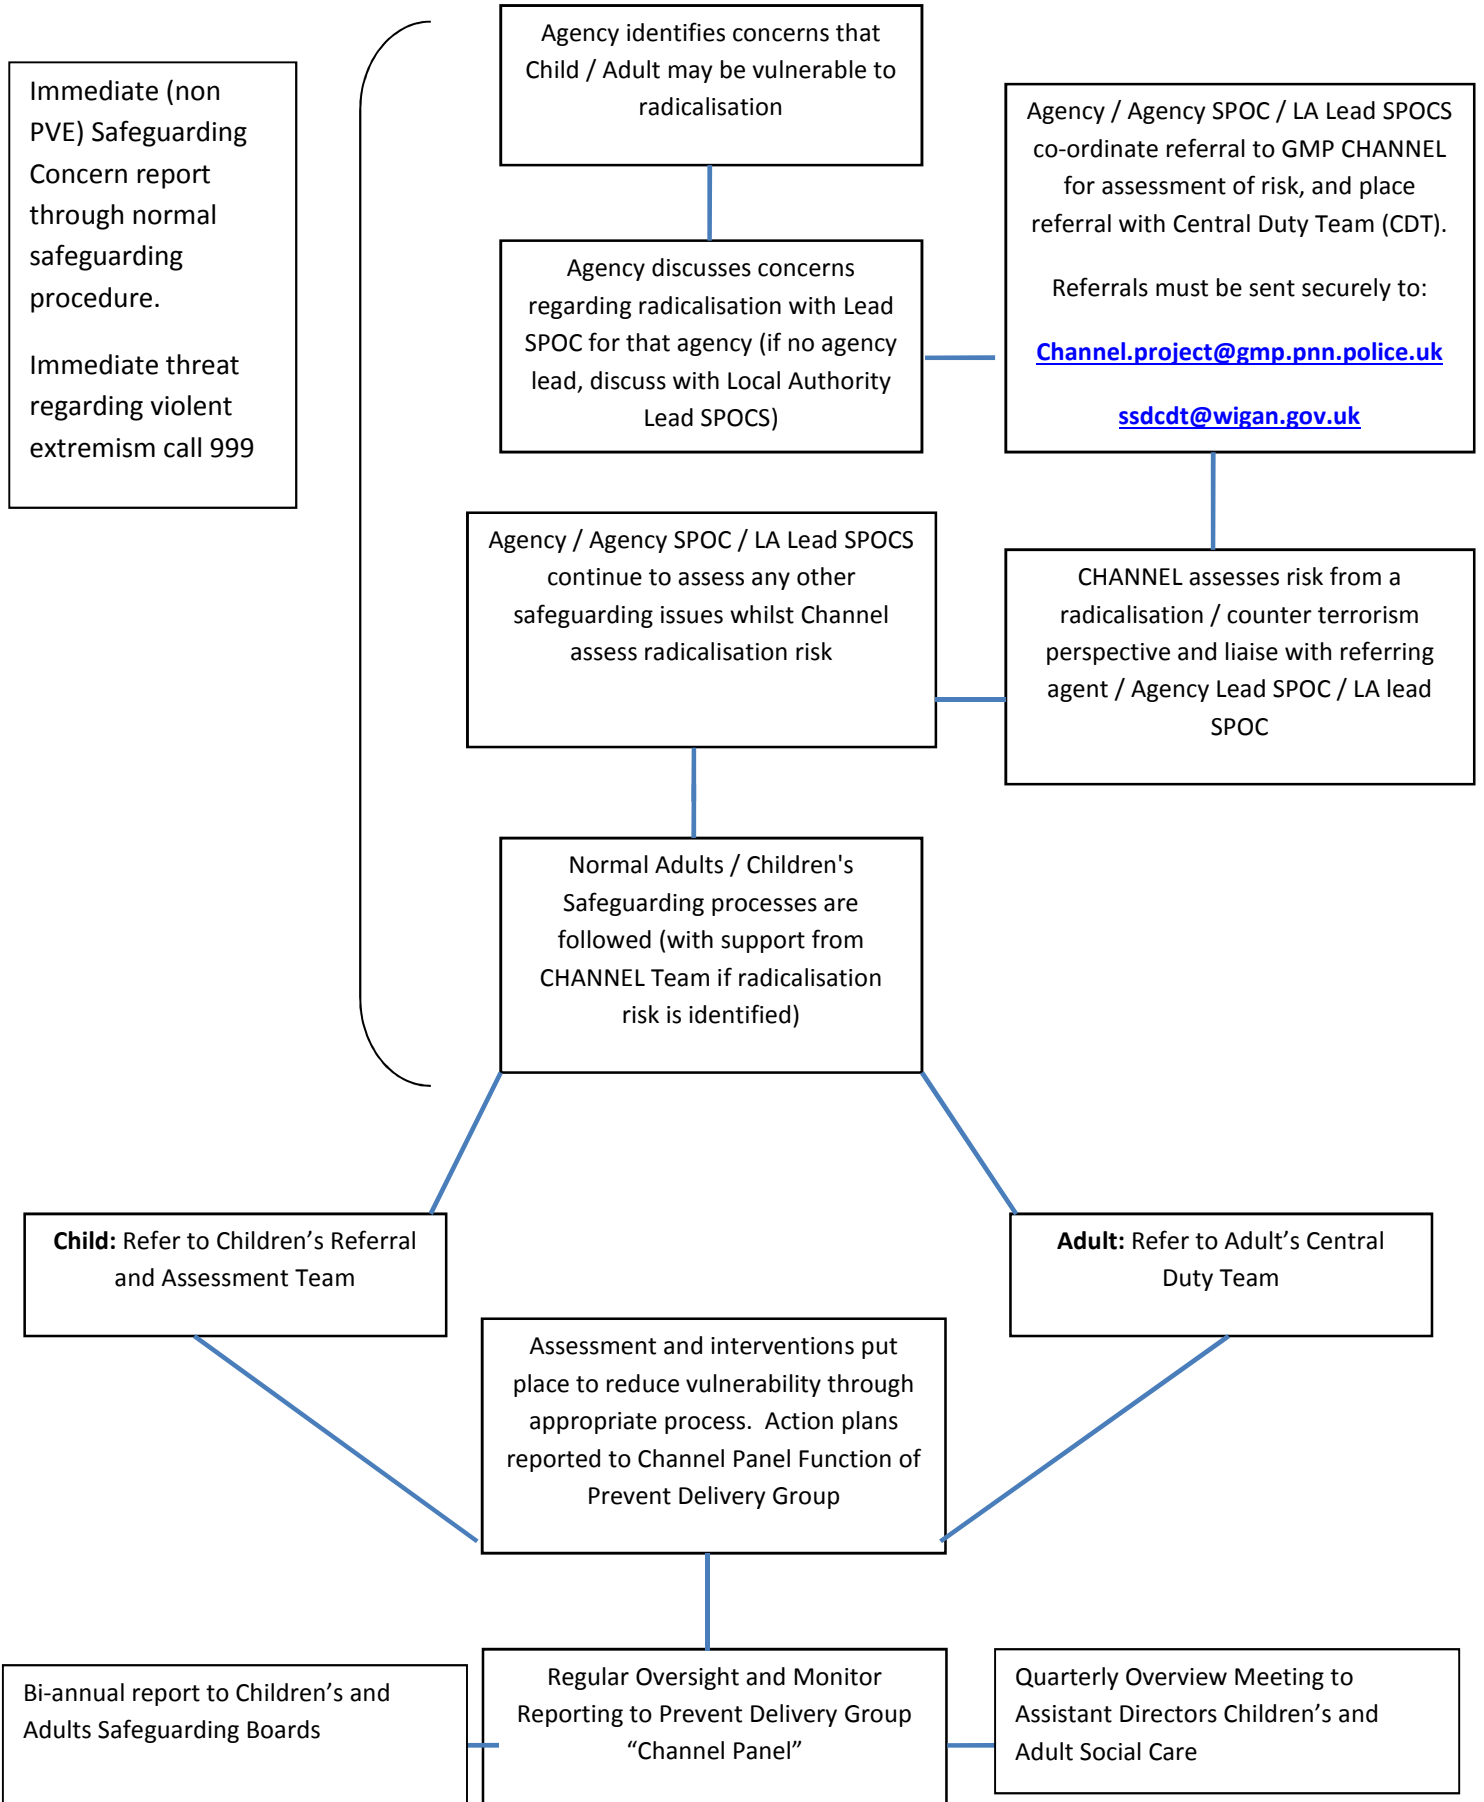 Agency identifies concerns that
Child / Adult may be vulnerable to
radicalisation
Immediate (non
PVE) Safeguarding
Concern report
through normal
safeguarding
procedure.
Immediate threat
regarding violent
extremism call 999
Agency discusses concerns
regarding radicalisation with Lead
SPOC for that agency (if no agency
lead, discuss with Local Authority
Lead SPOCS)
Agency / Agency SPOC / LA Lead SPOCS
co-ordinate referral to GMP CHANNEL
for assessment of risk, and place
referral with Central Duty Team (CDT).
Referrals must be sent securely to:
Channel.project@gmp.pnn.police.uk
ssdcdt@wigan.gov.uk
CHANNEL assesses risk from a
radicalisation / counter terrorism
perspective and liaise with referring
agent / Agency Lead SPOC / LA lead
SPOC
Agency / Agency SPOC / LA Lead SPOCS
continue to assess any other
safeguarding issues whilst Channel
assess radicalisation risk
Normal Adults / Children's
Safeguarding processes are
followed (with support from
CHANNEL Team if radicalisation
risk is identified)
Child: Refer to Children’s Referral
and Assessment Team
Adult: Refer to Adult’s Central
Duty Team
Assessment and interventions put
place to reduce vulnerability through
appropriate process.  Action plans
reported to Channel Panel Function of
Prevent Delivery Group
Bi-annual report to Children’s and
Adults Safeguarding Boards
Regular Oversight and Monitor
Reporting to Prevent Delivery Group
“Channel Panel”
Quarterly Overview Meeting to
Assistant Directors Children’s and
Adult Social Care